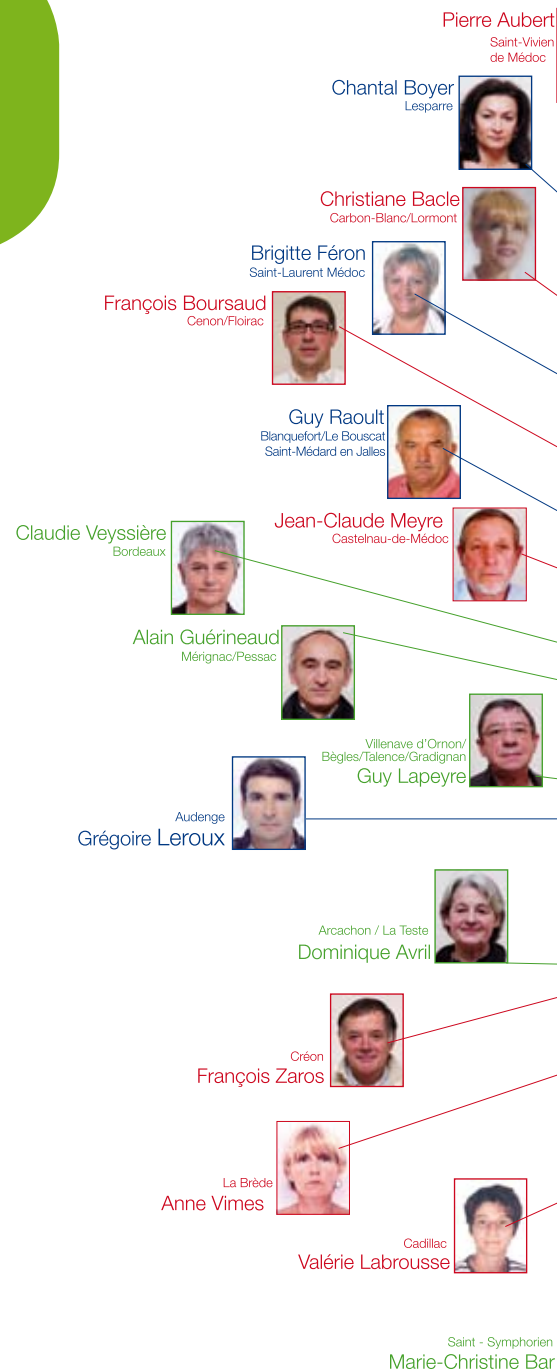 Pierre Aubert
Saint-Vivien
de Médoc
Chantal Boyer
Lesparre
Christiane Bacle
Carbon-Blanc/Lormont
Brigitte Féron
Saint-Laurent Médoc
François Boursaud
Cenon/Floirac
Guy Raoult
Blanquefort/Le Bouscat
Saint-Médard en Jalles
Jean-Claude Meyre
Castelnau-de-Médoc
Claudie Veyssière
Bordeaux
Alain Guérineaud
Mérignac/Pessac
Villenave d'Ornon/
Bègles/Talence/Gradignan
Guy Lapeyre
Audenge
Grégoire Leroux
Arcachon / La Teste
Dominique Avril
Créon
François Zaros
La Brède
Anne Vimes
Cadillac
Valérie Labrousse
Saint - Symphorien
Marie-Christine Bar